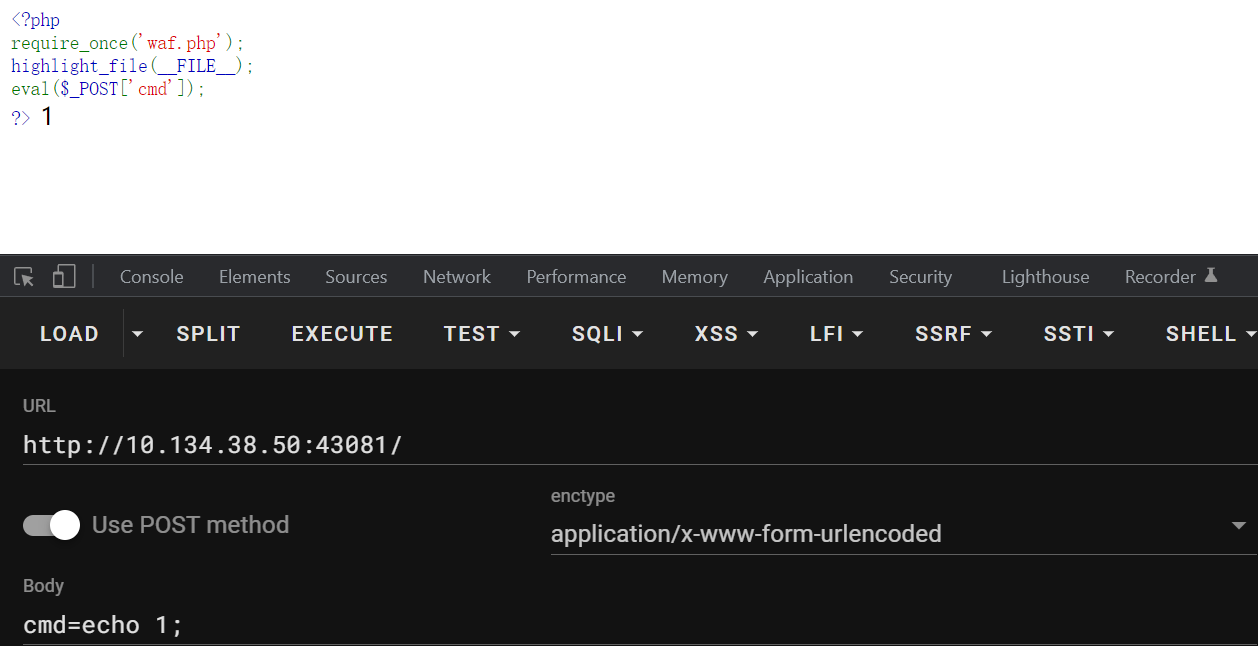 <?php
require_once('waf.php');
highlight_file(__FILE__);
eval($_POST['cmd']);
?> 1
Console Elements Sources Network Performance Memory Application Security Lighthouse Recorder
LOAD SPLIT EXECUTE TEST SQLI XSS LFI SSRF SSTI SHELL
URL
http://10.134.38.50:43081/
enctype
Use POST method
application/x-www-form-urlencoded
Body
cmd=echo 1;